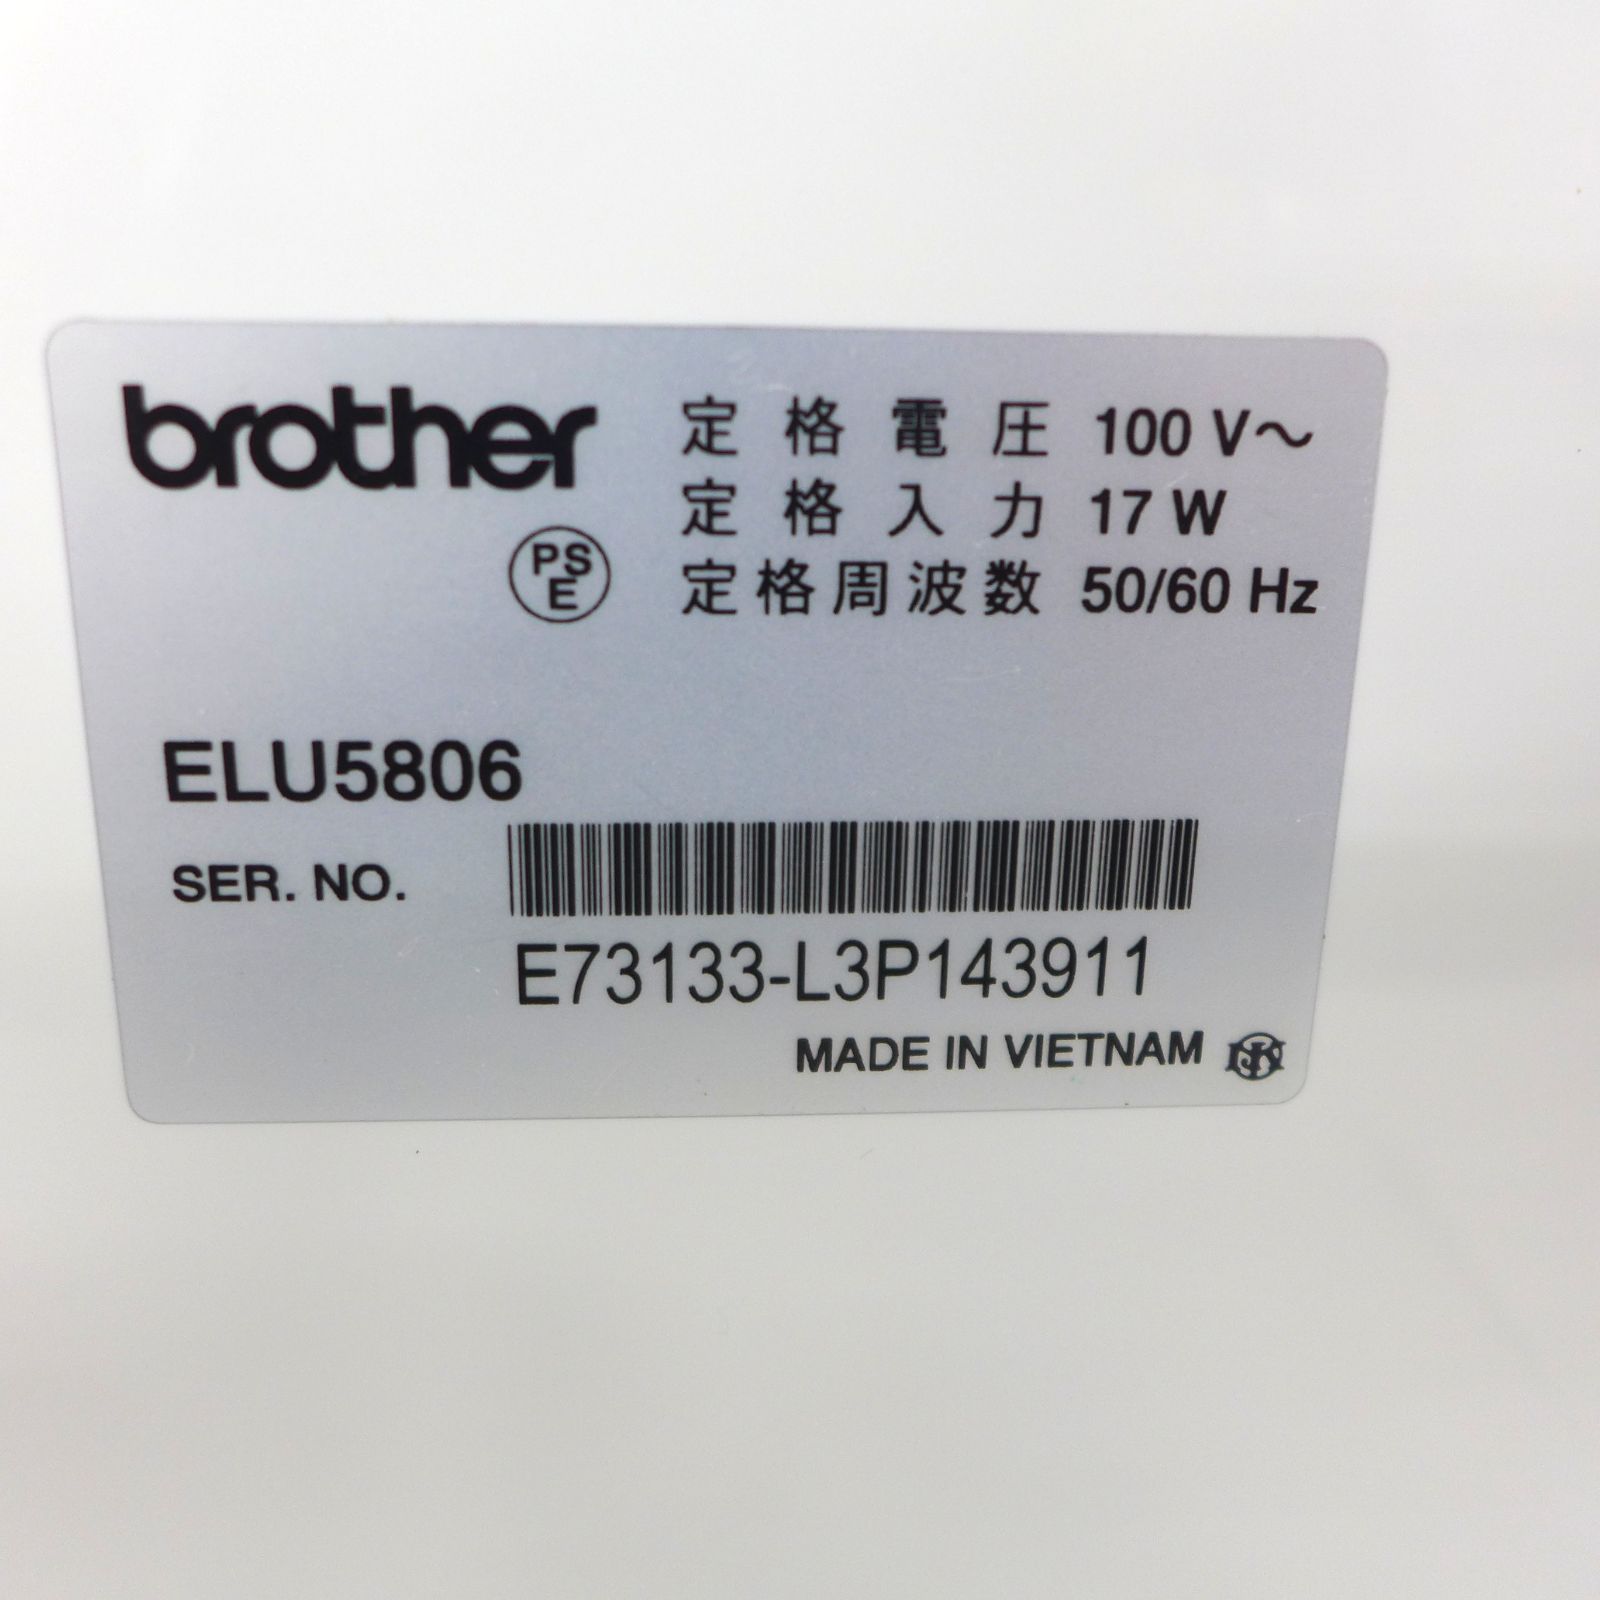 brother
PS
E
定格電圧 100 V～
定格入力 17 W
定格周波数 50/60 Hz
ELU5806
SER. NO.
E73133-L3P143911
MADE IN VIETNAM